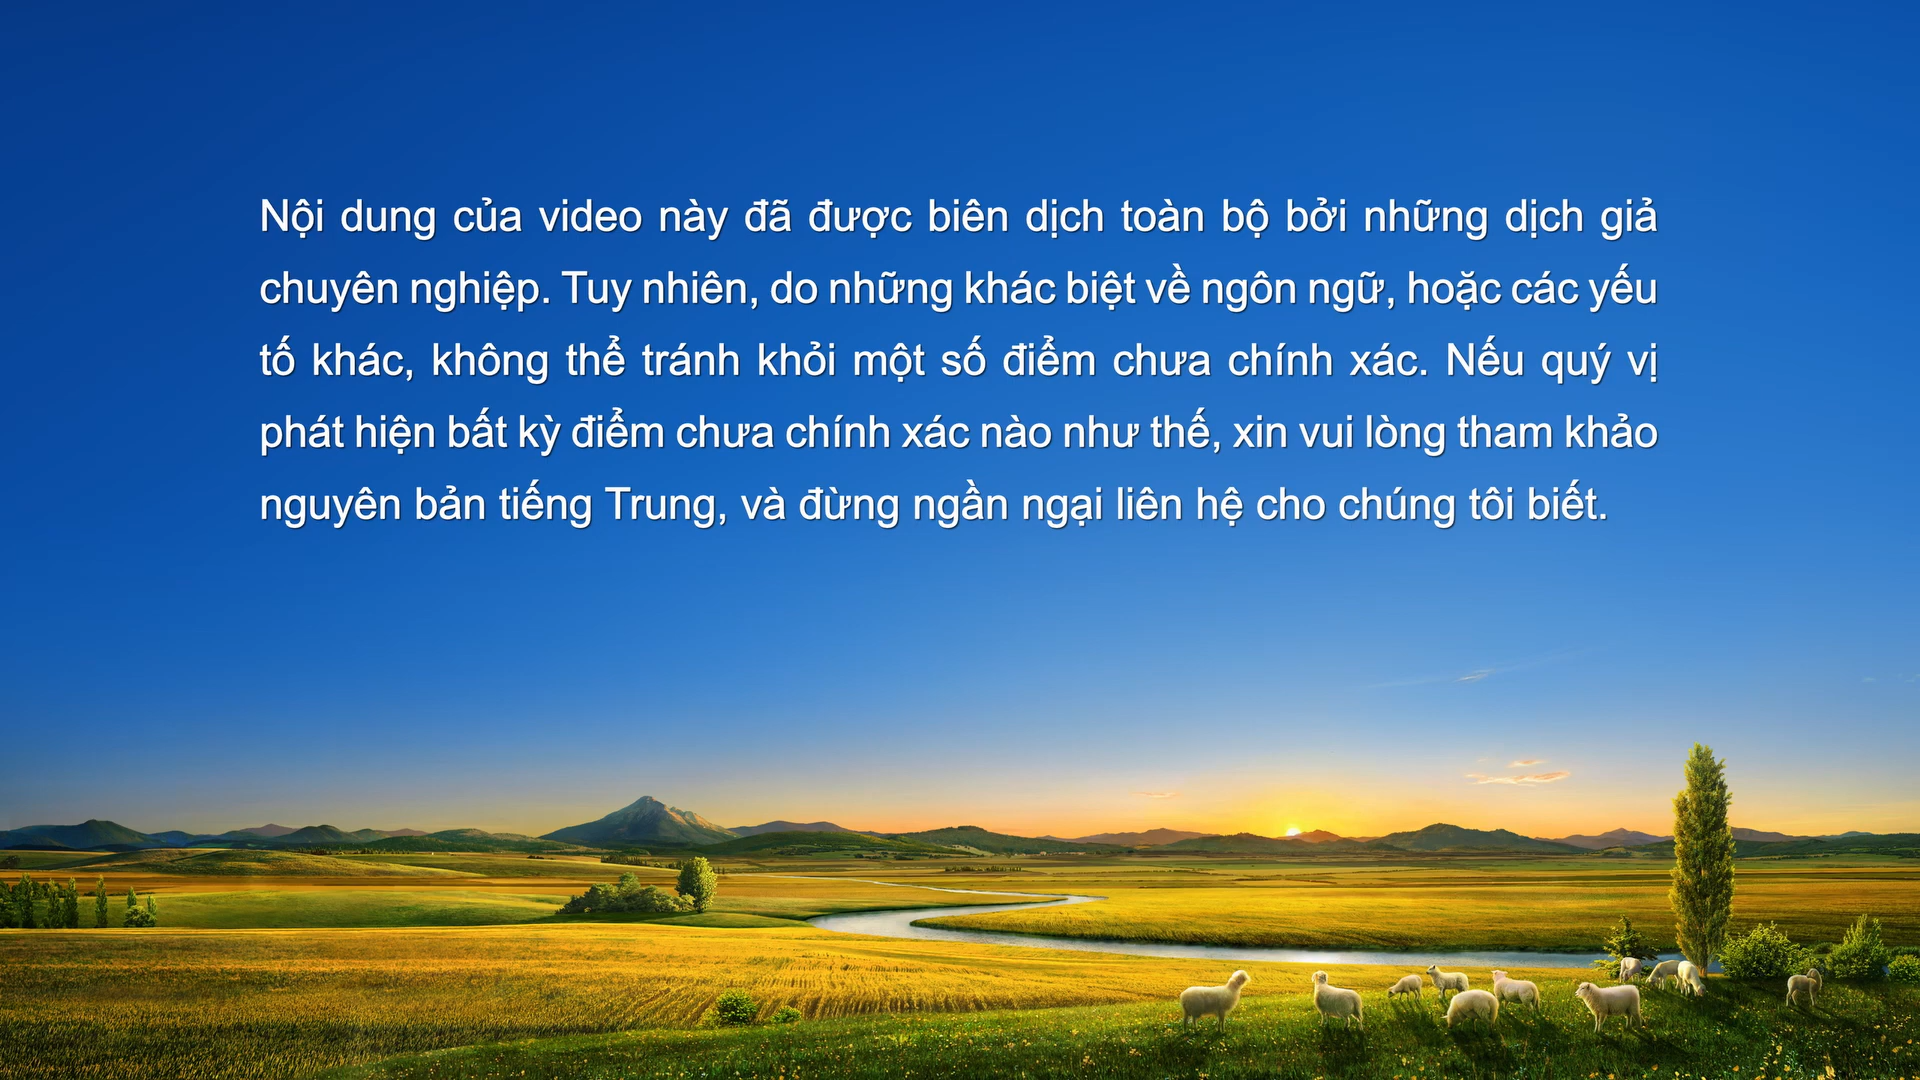 Nội dung của video này đã được biên dịch toàn bộ bởi những dịch giả
chuyên nghiệp. Tuy nhiên, do những khác biệt về ngôn ngữ, hoặc các yếu
tố khác, không thể tránh khỏi một số điểm chưa chính xác. Nếu quý vị
phát hiện bất kỳ điểm chưa chính xác nào như thế, xin vui lòng tham khảo
nguyên bản tiếng Trung, và đừng ngần ngại liên hệ cho chúng tôi biết.